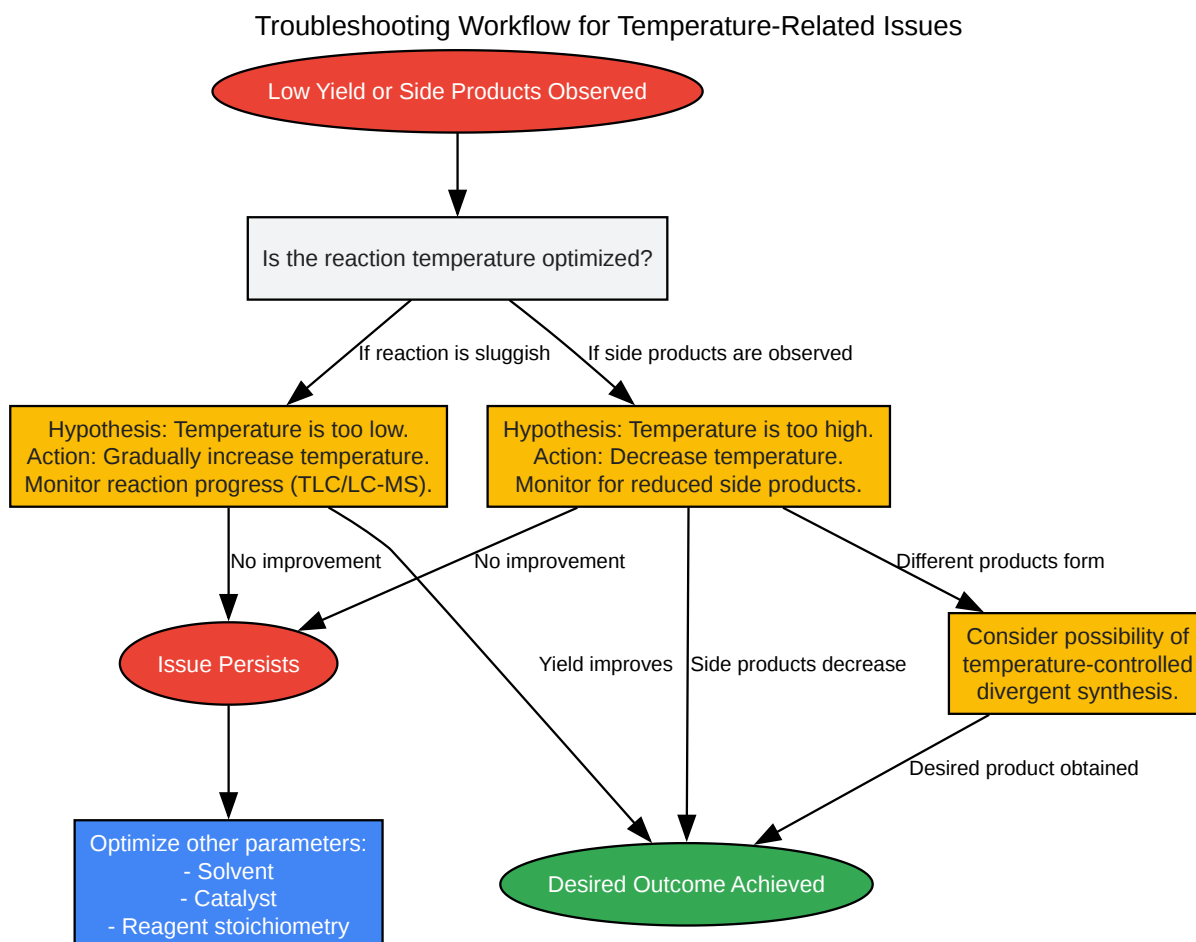 Troubleshooting Workflow for Temperature-Related Issues
Low Yield or Side Products Observed
Is the reaction temperature optimized?
If reaction is sluggish
If side products are observed
Hypothesis: Temperature is too low.
Action: Gradually increase temperature.
Monitor reaction progress (TLC/LC-MS).
Hypothesis: Temperature is too high.
Action: Decrease temperature.
Monitor for reduced side products.
No improvement
No improvement
Different products form
Issue Persists
Yield improves
Side products decrease
Consider possibility of
temperature-controlled
divergent synthesis.
Desired product obtained
Optimize other parameters:
- Solvent
- Catalyst
- Reagent stoichiometry
Desired Outcome Achieved